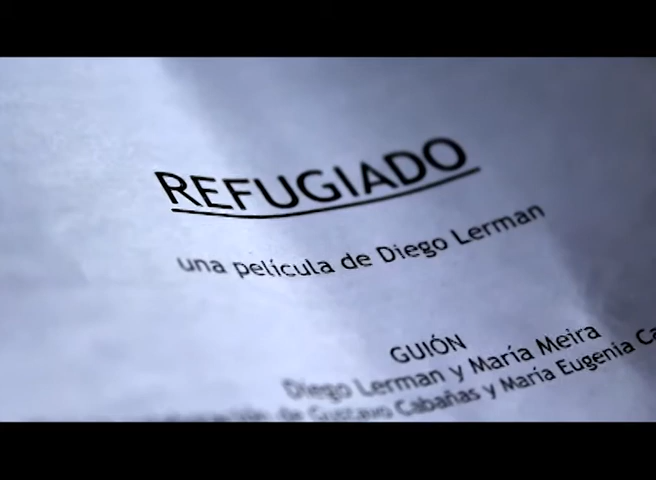 REFUGIADO
una película de Diego Lerman
GUIÓN
Diego Lerman y María Meira
de Gustavo Cabañas y María Eugenia